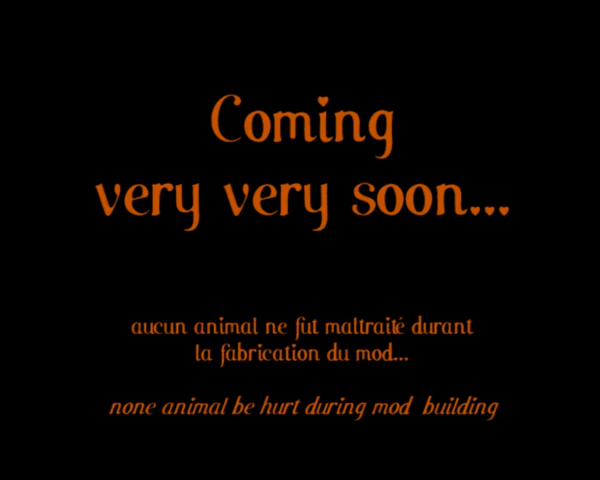 Coming
very very soon...
aucun animal ne fut maltraité durant
la fabrication du mod...
none animal be hurt during mod building